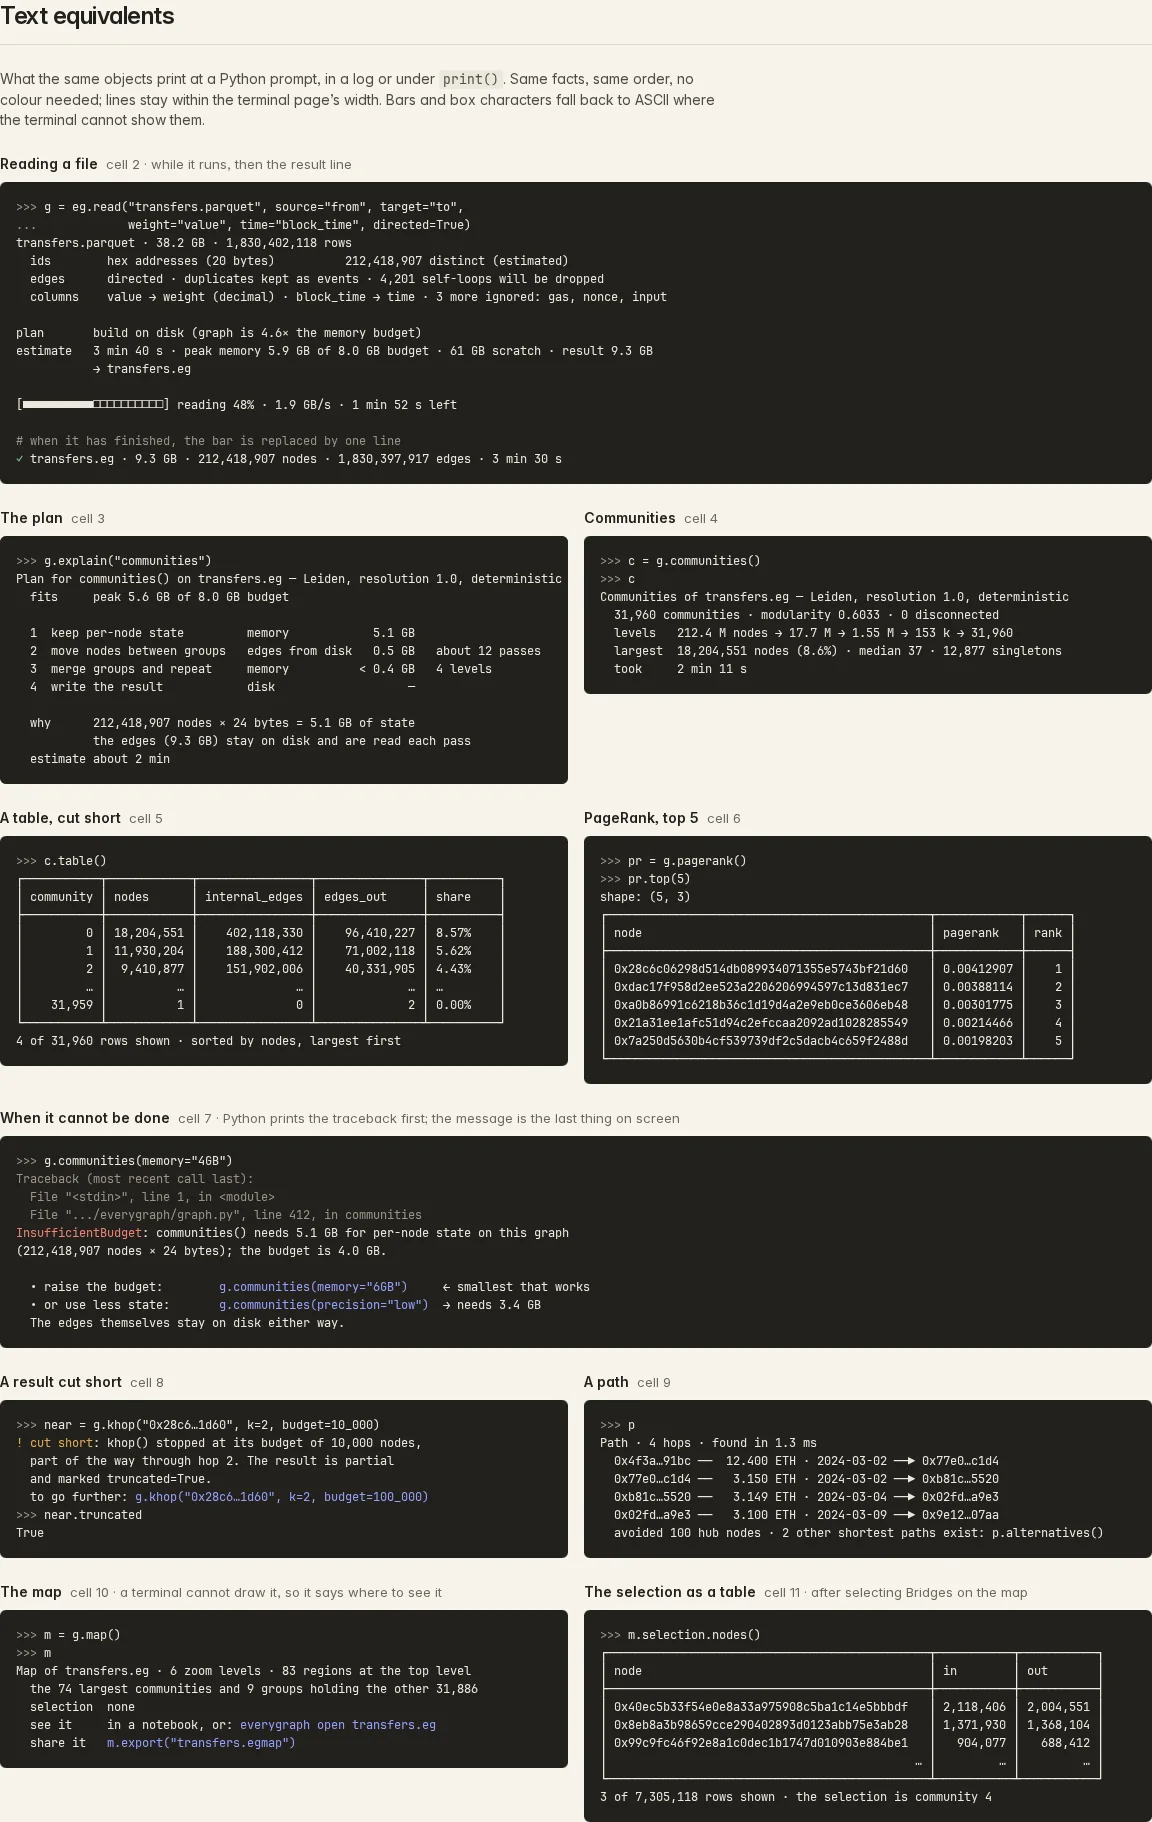 Text equivalents
What the same objects print at a Python prompt, in a log or under print(). Same facts, same order, no
colour needed; lines stay within the terminal page’s width. Bars and box characters fall back to ASCII where
the terminal cannot show them.
Reading a file cell 2 · while it runs, then the result line
>>> g = eg.read("transfers.parquet", source="from", target="to",
...             weight="value", time="block_time", directed=True)
transfers.parquet · 38.2 GB · 1,830,402,118 rows
  ids        hex addresses (20 bytes)          212,418,907 distinct (estimated)
  edges      directed · duplicates kept as events · 4,201 self-loops will be dropped
  columns    value → weight (decimal) · block_time → time · 3 more ignored: gas, nonce, input
plan       build on disk (graph is 4.6× the memory budget)
estimate   3 min 40 s · peak memory 5.9 GB of 8.0 GB budget · 61 GB scratch · result 9.3 GB
           → transfers.eg
[■■■■■■■■■■□□□□□□□□□□] reading 48% · 1.9 GB/s · 1 min 52 s left
# when it has finished, the bar is replaced by one line
✓ transfers.eg · 9.3 GB · 212,418,907 nodes · 1,830,397,917 edges · 3 min 30 s
The plan cell 3
>>> g.explain("communities")
Plan for communities() on transfers.eg — Leiden, resolution 1.0, deterministic
  fits     peak 5.6 GB of 8.0 GB budget
  1  keep per-node state         memory            5.1 GB
  2  move nodes between groups   edges from disk   0.5 GB   about 12 passes
  3  merge groups and repeat     memory          < 0.4 GB   4 levels
  4  write the result            disk                   —
  why      212,418,907 nodes × 24 bytes = 5.1 GB of state
           the edges (9.3 GB) stay on disk and are read each pass
  estimate about 2 min
Communities cell 4
>>> c = g.communities()
>>> c
Communities of transfers.eg — Leiden, resolution 1.0, deterministic
  31,960 communities · modularity 0.6033 · 0 disconnected
  levels   212.4 M nodes → 17.7 M → 1.55 M → 153 k → 31,960
  largest  18,204,551 nodes (8.6%) · median 37 · 12,877 singletons
  took     2 min 11 s
A table, cut short cell 5
>>> c.table()
community │ nodes │ internal_edges │ edges_out │ share
0 │ 18,204,551 │ 402,118,330 │ 96,410,227 │ 8.57%
1 │ 11,930,204 │ 188,300,412 │ 71,002,118 │ 5.62%
2 │ 9,410,877 │ 151,902,006 │ 40,331,905 │ 4.43%
… │ … │ … │ … │ …
31,959 │ 1 │ 0 │ 2 │ 0.00%
4 of 31,960 rows shown · sorted by nodes, largest first
PageRank, top 5 cell 6
>>> pr = g.pagerank()
>>> pr.top(5)
shape: (5, 3)
node │ pagerank │ rank
0x28c6c06298d514db089934071355e5743bf21d60 │ 0.00412907 │ 1
0xdac17f958d2ee523a2206206994597c13d831ec7 │ 0.00388114 │ 2
0xa0b86991c6218b36c1d19d4a2e9eb0ce3606eb48 │ 0.00301775 │ 3
0x21a31ee1afc51d94c2efccaa2092ad1028285549 │ 0.00214466 │ 4
0x7a250d5630b4cf539739df2c5dacb4c659f2488d │ 0.00198203 │ 5
When it cannot be done cell 7 · Python prints the traceback first; the message is the last thing on screen
>>> g.communities(memory="4GB")
Traceback (most recent call last):
  File "<stdin>", line 1, in <module>
  File ".../everygraph/graph.py", line 412, in communities
InsufficientBudget: communities() needs 5.1 GB for per-node state on this graph
(212,418,907 nodes × 24 bytes); the budget is 4.0 GB.
  • raise the budget:        g.communities(memory="6GB")     ← smallest that works
  • or use less state:       g.communities(precision="low")  → needs 3.4 GB
  The edges themselves stay on disk either way.
A result cut short cell 8
>>> near = g.khop("0x28c6…1d60", k=2, budget=10_000)
! cut short: khop() stopped at its budget of 10,000 nodes,
  part of the way through hop 2. The result is partial
  and marked truncated=True.
  to go further: g.khop("0x28c6…1d60", k=2, budget=100_000)
>>> near.truncated
True
A path cell 9
>>> p
Path · 4 hops · found in 1.3 ms
  0x4f3a…91bc ──  12.400 ETH · 2024-03-02 ──► 0x77e0…c1d4
  0x77e0…c1d4 ──   3.150 ETH · 2024-03-02 ──► 0xb81c…5520
  0xb81c…5520 ──   3.149 ETH · 2024-03-04 ──► 0x02fd…a9e3
  0x02fd…a9e3 ──   3.100 ETH · 2024-03-09 ──► 0x9e12…07aa
  avoided 100 hub nodes · 2 other shortest paths exist: p.alternatives()
The map cell 10 · a terminal cannot draw it, so it says where to see it
>>> m = g.map()
>>> m
Map of transfers.eg · 6 zoom levels · 83 regions at the top level
  the 74 largest communities and 9 groups holding the other 31,886
  selection  none
  see it     in a notebook, or: everygraph open transfers.eg
  share it   m.export("transfers.egmap")
The selection as a table cell 11 · after selecting Bridges on the map
>>> m.selection.nodes()
node │ in │ out
0x40ec5b33f54e0e8a33a975908c5ba1c14e5bbbdf │ 2,118,406 │ 2,004,551
0x8eb8a3b98659cce290402893d0123abb75e3ab28 │ 1,371,930 │ 1,368,104
0x99c9fc46f92e8a1c0dec1b1747d010903e884be1 │ 904,077 │ 688,412
… │ … │ …
3 of 7,305,118 rows shown · the selection is community 4